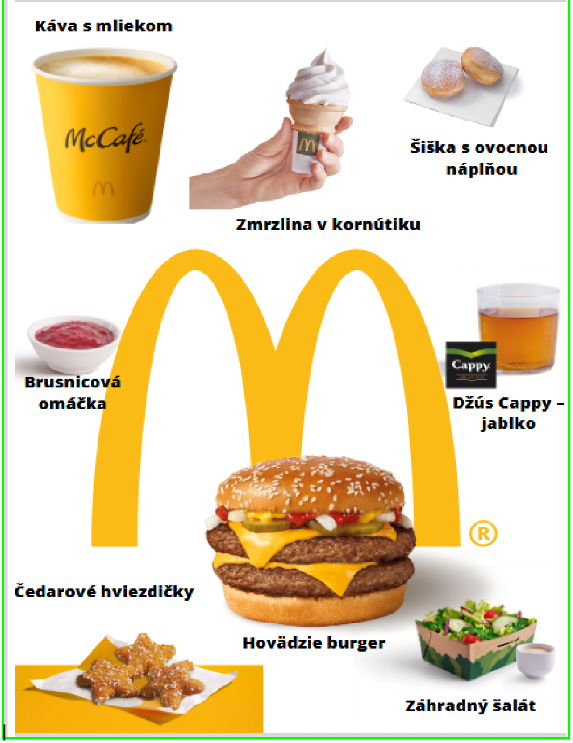 Káva s mliekom
McCafé®
Šiška s ovocnou
náplňou
Zmrzlina v kornútiku
Brusnicová
omáčka
Cappy
Džús Cappy –
jablko
®
Čedarové hviezdičky
Hovädzie burger
Záhradný šalát